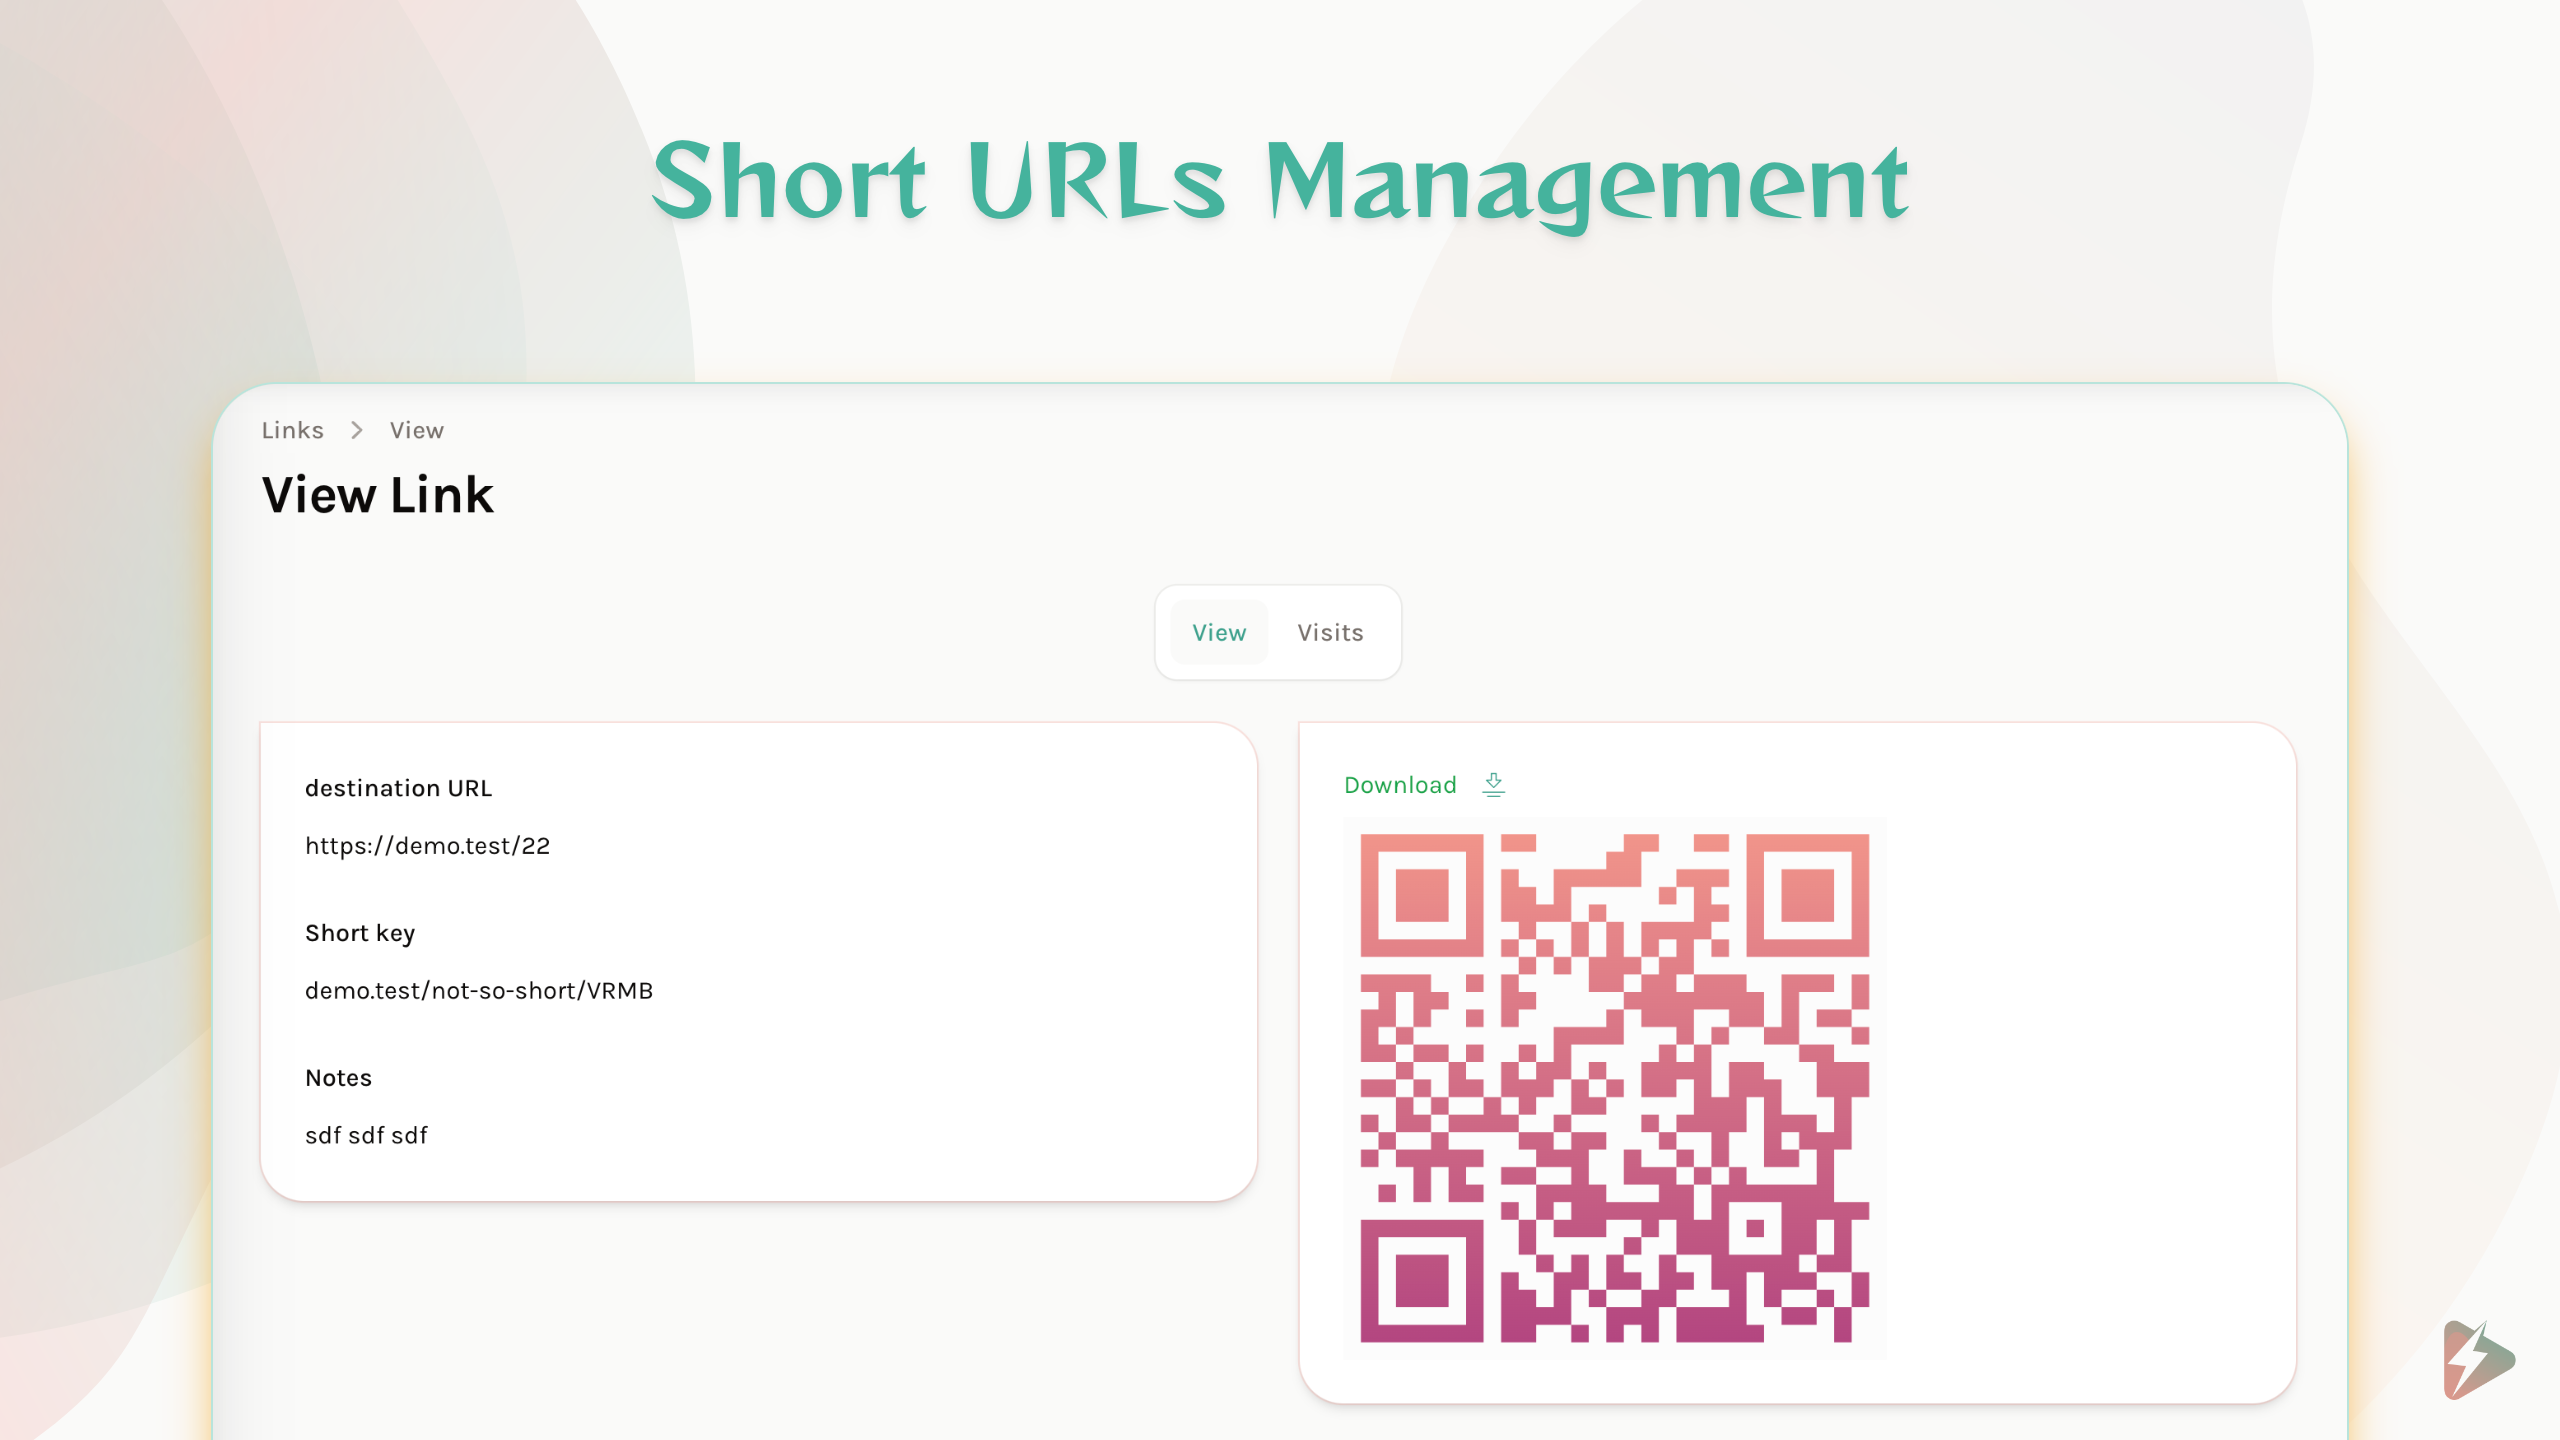 Short URLs Management
Links > View
View Link
View Visits
destination URL
https://demo.test/22
Short key
demo.test/not-so-short/VRMB
Notes
sdf sdf sdf
Download